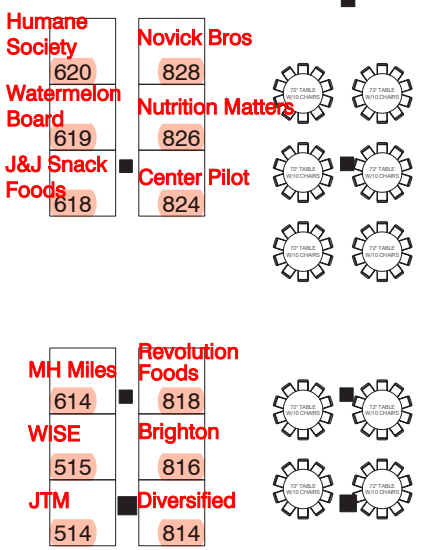 Humane
Society
620
Novick Bros
828
Watermelon
Board
619
Nutrition Matters
826
J&J Snack
Foods
618
Center Pilot
824
72" TABLE
W/10 CHAIRS
72" TABLE
W/10 CHAIRS
72" TABLE
W/10 CHAIRS
72" TABLE
W/10 CHAIRS
72" TABLE
W/10 CHAIRS
72" TABLE
W/10 CHAIRS
MH Miles
614
Revolution
Foods
818
WISE
515
Brighton
816
JTM
514
Diversified
814
72" TABLE
W/10 CHAIRS
72" TABLE
W/10 CHAIRS
72" TABLE
W/10 CHAIRS
72" TABLE
W/10 CHAIRS